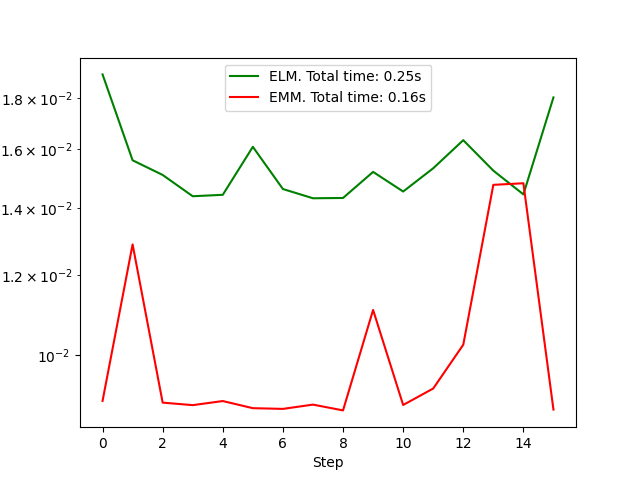 ELM. Total time: 0.25s
EMM. Total time: 0.16s
1.8 × 10⁻²
1.6 × 10⁻²
1.4 × 10⁻²
1.2 × 10⁻²
10⁻²
0 2 4 6 8 10 12 14
Step